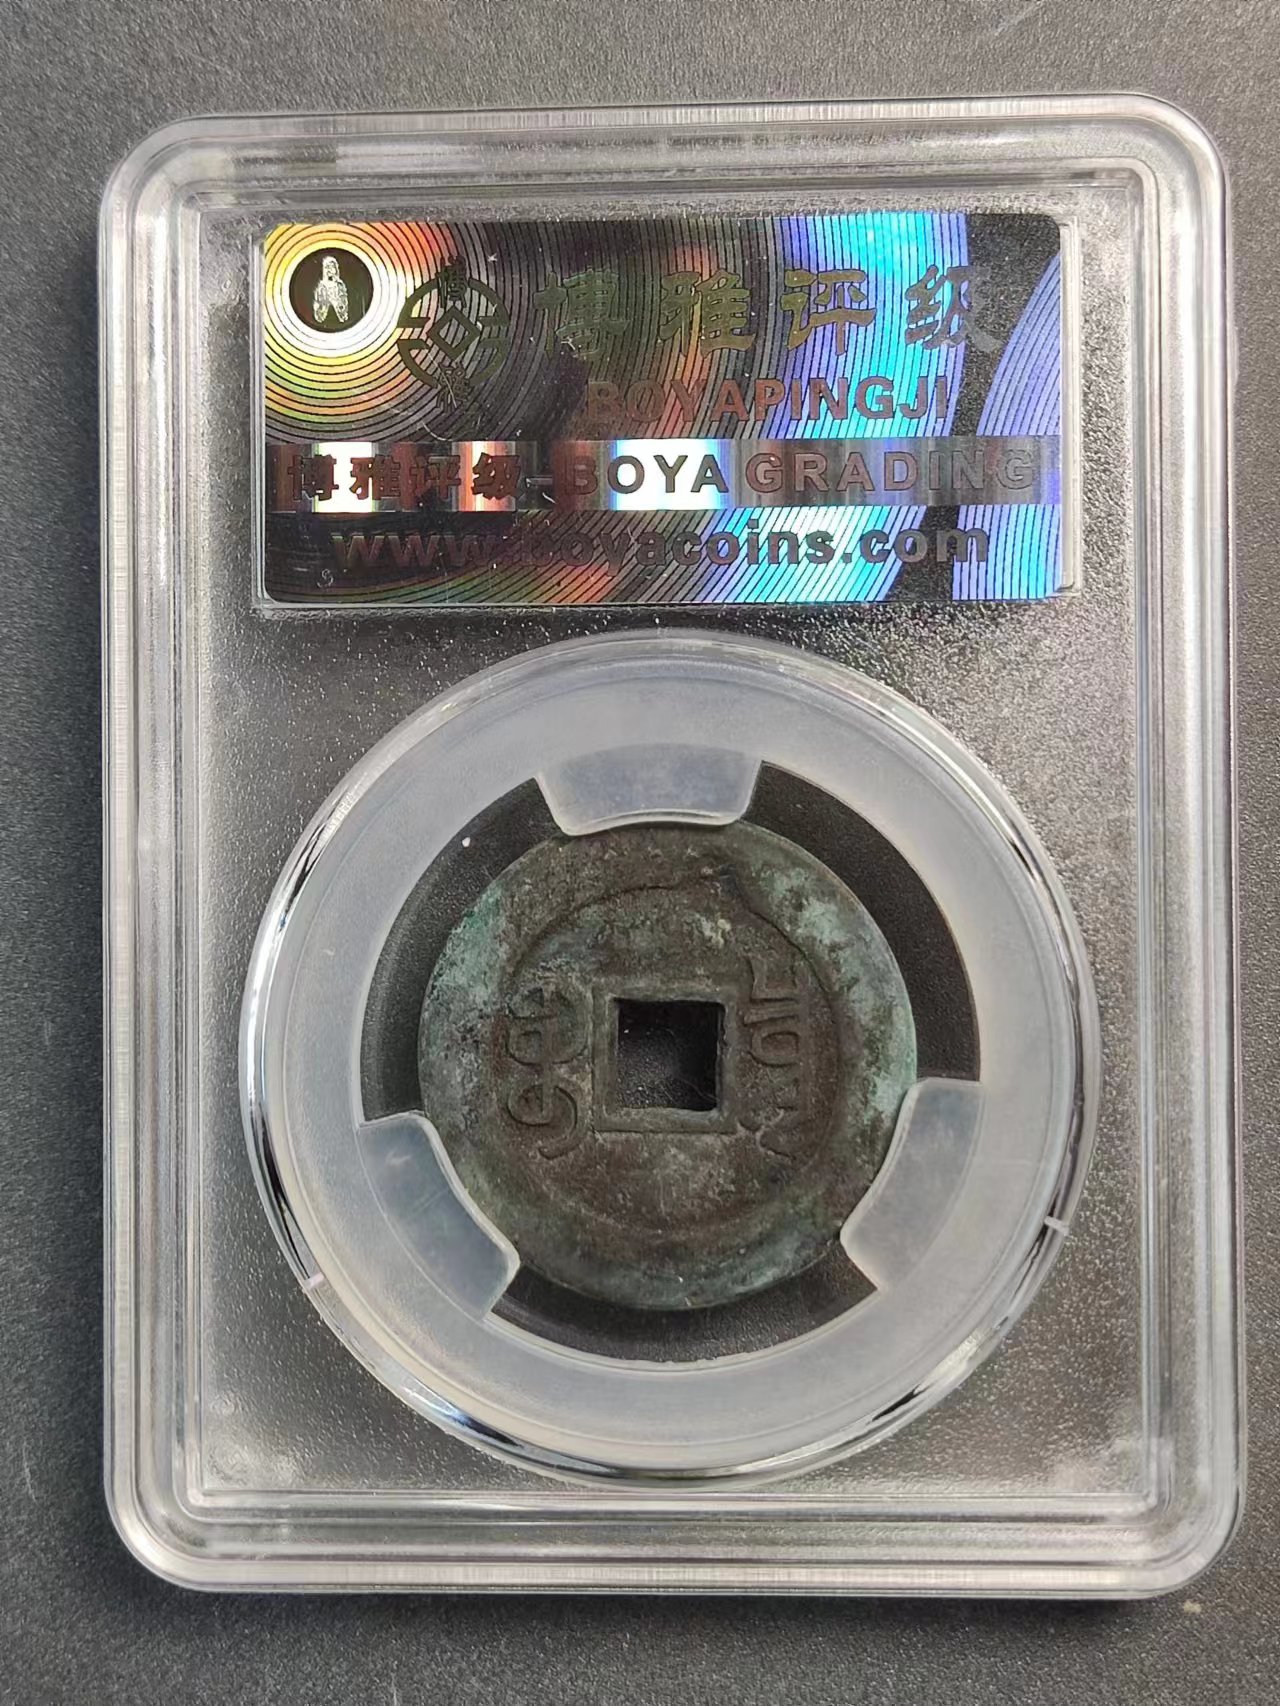 博雅评级
BOYAPINGJI
博雅评级 BOYA GRADING
www.boyacoins.com